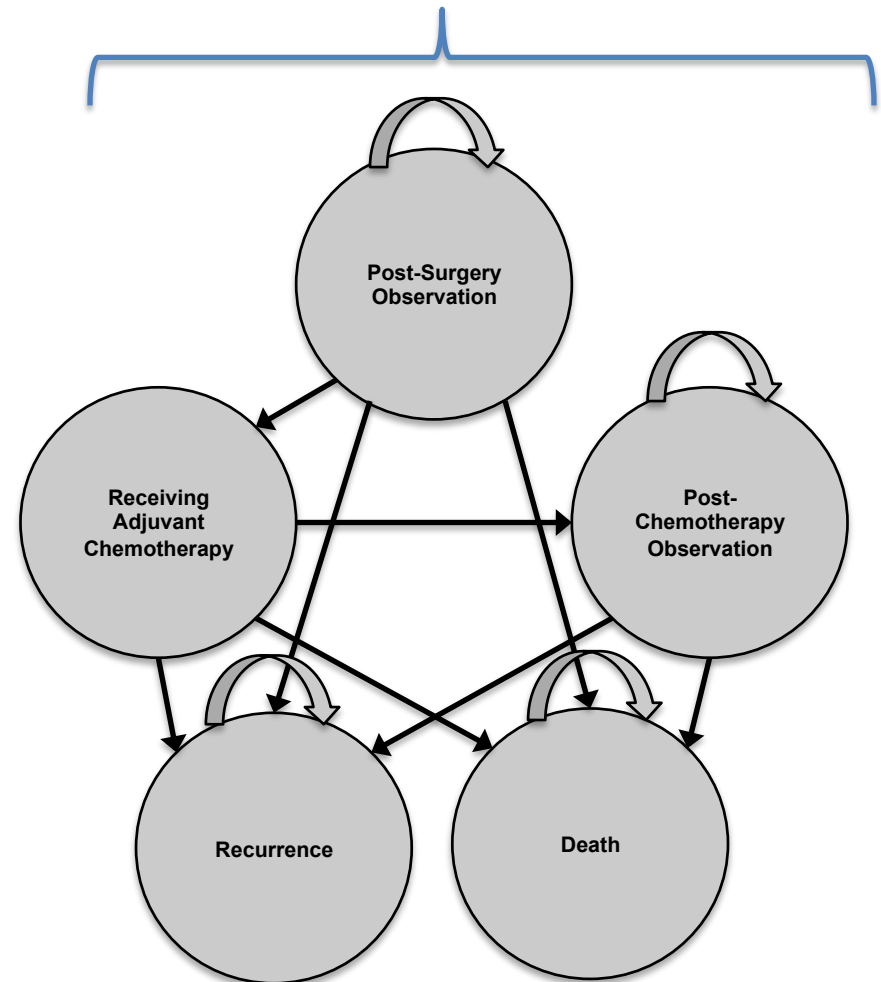 Post-Surgery
Observation
Receiving
Adjuvant
Chemotherapy
Post-
Chemotherapy
Observation
Recurrence
Death